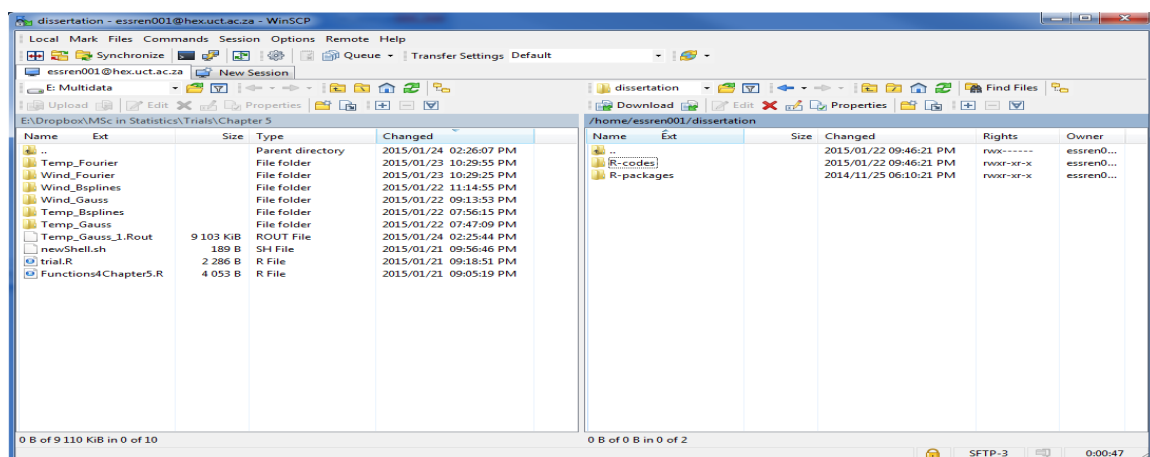 dissertation - essren001@hex.uct.ac.za - WinSCP
Local Mark Files Commands Session Options Remote Help
Synchronize Queue Transfer Settings Default
essren001@hex.uct.ac.za New Session
E: Multidata dissertation Find Files
Upload Edit Properties Download Edit Properties
E:\Dropbox\MSc in Statistics\Trials\Chapter 5 /home/essren001/dissertation
Name Ext Size Type Changed Name Ext Size Changed Rights Owner
.. Parent directory 2015/01/24 02:26:07 PM .. 2015/01/22 09:46:21 PM rwx------ essren0...
Temp_Fourier File folder 2015/01/23 10:29:55 PM R-codes 2015/01/22 09:46:21 PM rwxr-xr-x essren0...
Wind_Fourier File folder 2015/01/23 10:29:25 PM R-packages 2014/11/25 06:10:21 PM rwxr-xr-x essren0...
Wind_Bsplines File folder 2015/01/22 11:14:55 PM
Wind_Gauss File folder 2015/01/22 09:13:53 PM
Temp_Bsplines File folder 2015/01/22 07:56:15 PM
Temp_Gauss File folder 2015/01/22 07:47:09 PM
Temp_Gauss_1.Rout 9 103 KiB ROUT File 2015/01/24 02:25:44 PM
newShell.sh 189 B SH File 2015/01/21 09:56:46 PM
trial.R 2 286 B R File 2015/01/21 09:18:51 PM
Functions4Chapter5.R 4 053 B R File 2015/01/21 09:05:19 PM
0 B of 9 110 KiB in 0 of 10 0 B of 0 B in 0 of 2
SFTP-3 0:00:47